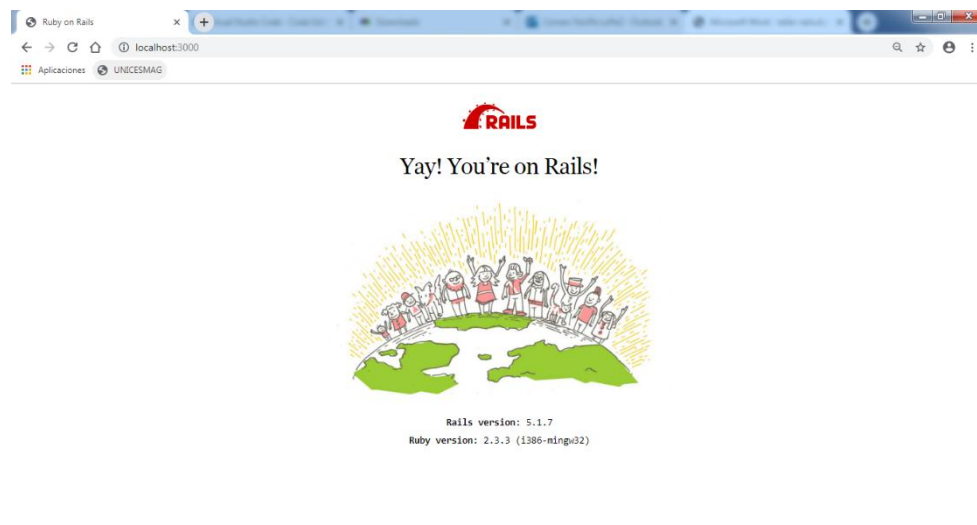 Ruby on Rails
localhost:3000
Aplicaciones UNICESMAG
RAILS
Yay! You're on Rails!
Rails version: 5.1.7
Ruby version: 2.3.3 (i386-mingw32)